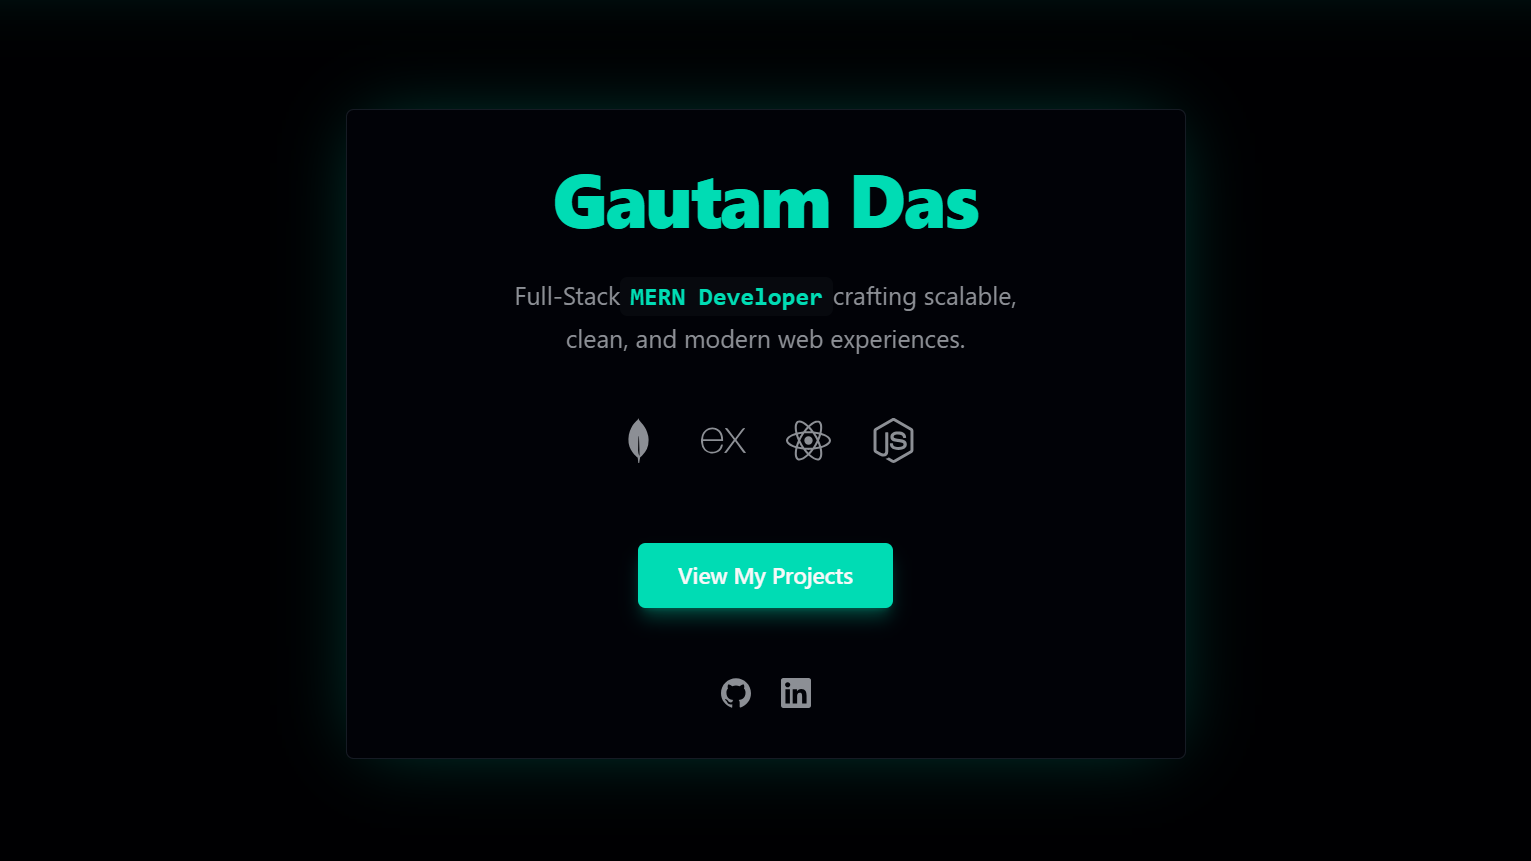 Gautam Das
Full-Stack MERN Developer crafting scalable,
clean, and modern web experiences.
ex
JS
View My Projects
in